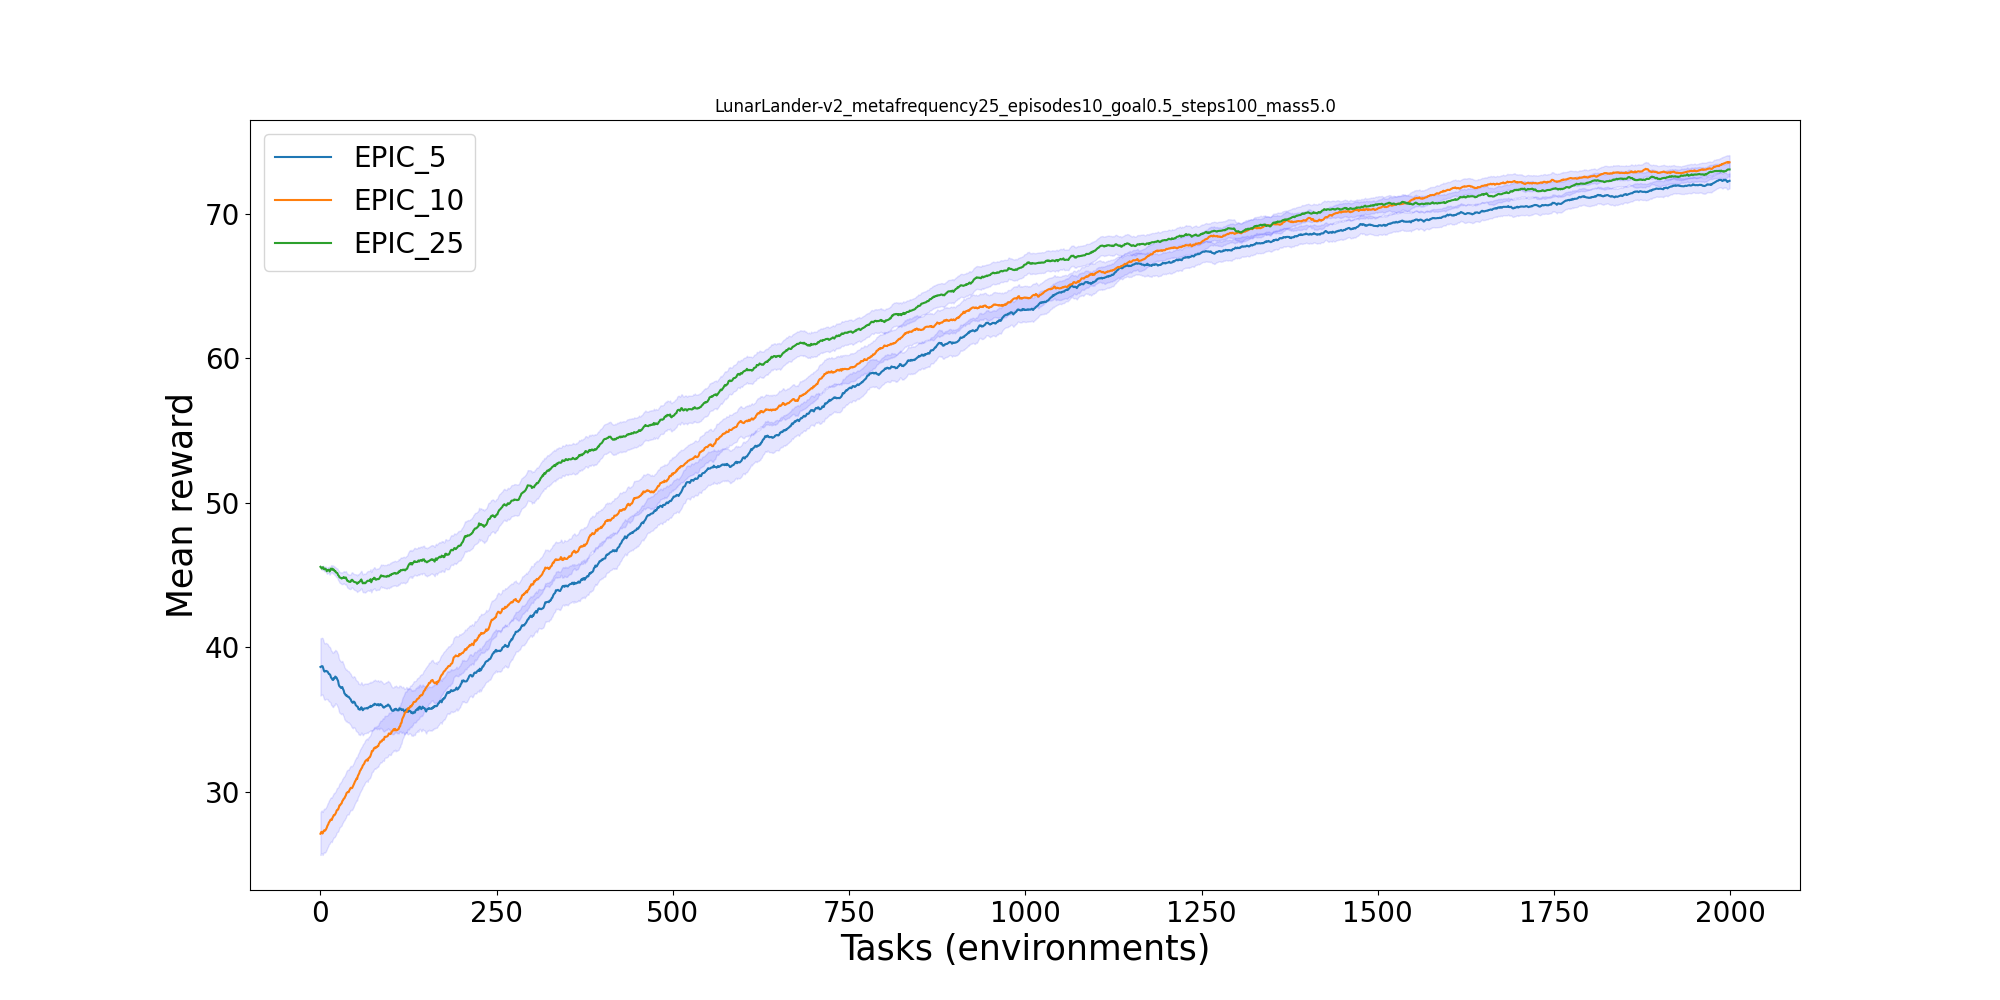 LunarLander-v2_metafrequency25_episodes10_goal0.5_steps100_mass5.0
EPIC_5
EPIC_10
EPIC_25
Mean reward
70
60
50
40
30
0 250 500 750 1000 1250 1500 1750 2000
Tasks (environments)